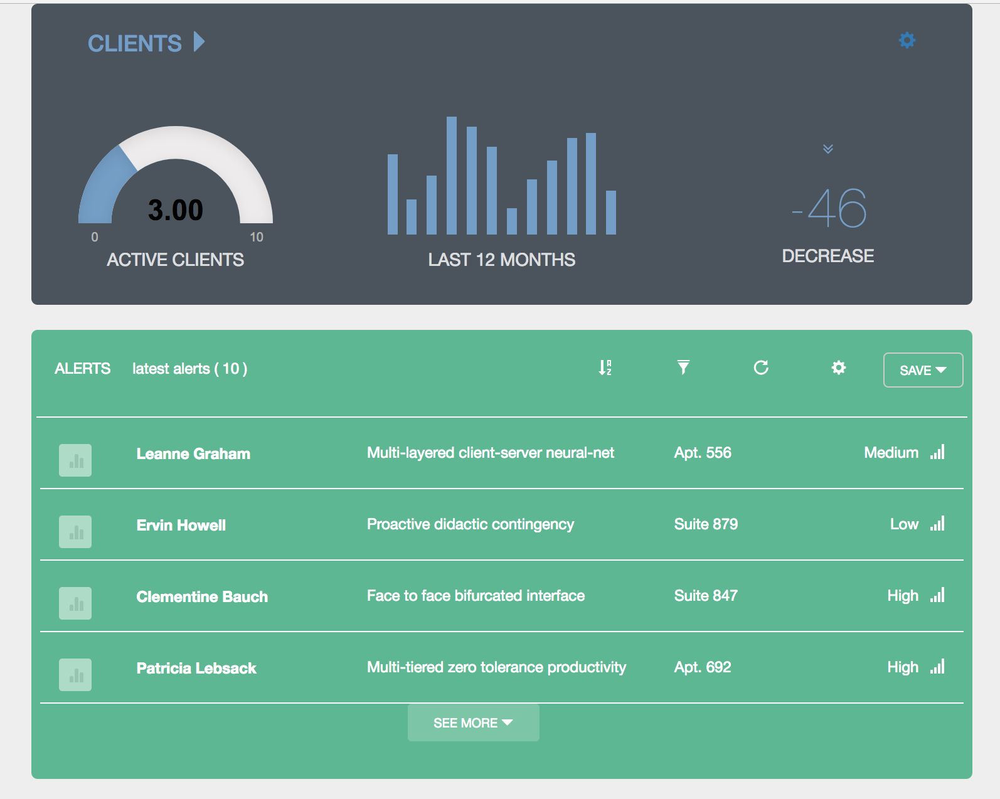 CLIENTS
3.00
0 10
ACTIVE CLIENTS
LAST 12 MONTHS
-46
DECREASE
ALERTS latest alerts ( 10 ) SAVE
Leanne Graham Multi-layered client-server neural-net Apt. 556 Medium
Ervin Howell Proactive didactic contingency Suite 879 Low
Clementine Bauch Face to face bifurcated interface Suite 847 High
Patricia Lebsack Multi-tiered zero tolerance productivity Apt. 692 High
SEE MORE